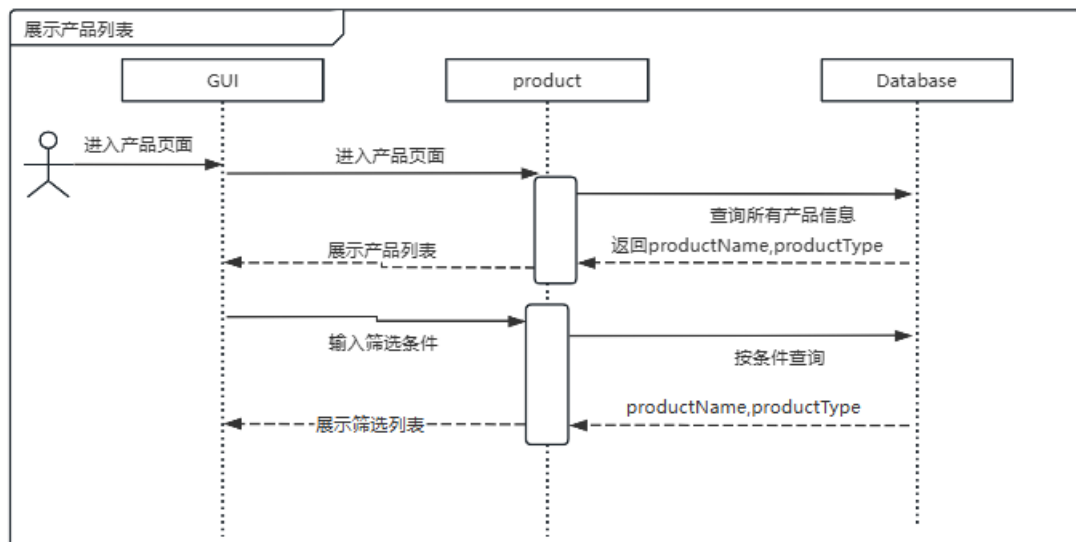 展示产品列表
GUI
product
Database
进入产品页面
进入产品页面
查询所有产品信息
返回productName,productType
展示产品列表
输入筛选条件
按条件查询
productName,productType
展示筛选列表